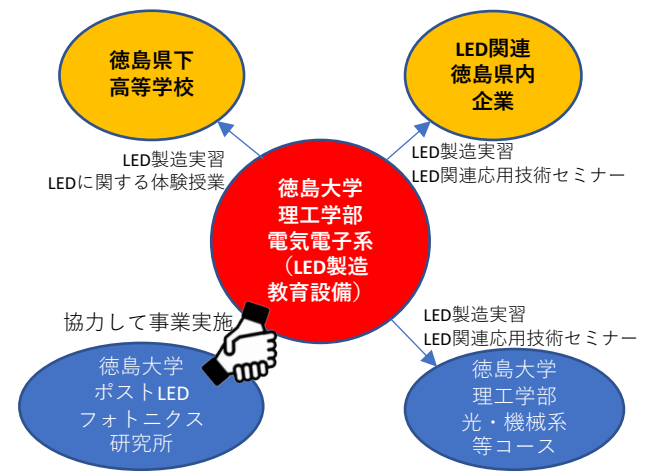 徳島県下
高等学校
LED関連
徳島県内
企業
LED製造実習
LEDに関する体験授業
LED製造実習
LED関連応用技術セミナー
徳島大学
理工学部
電気電子系
（LED製造
教育設備）
協力して事業実施
LED製造実習
LED関連応用技術セミナー
徳島大学
ポストLED
フォトニクス
研究所
徳島大学
理工学部
光・機械系
等コース